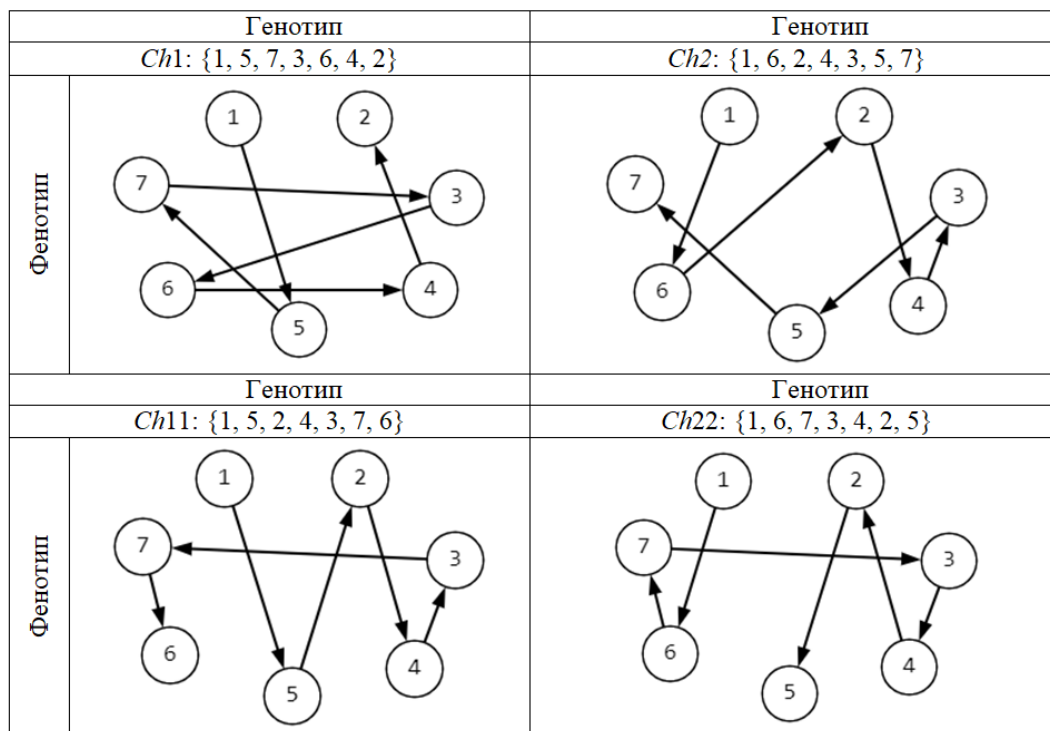 Генотип
Генотип
Ch1: {1, 5, 7, 3, 6, 4, 2}
Ch2: {1, 6, 2, 4, 3, 5, 7}
Фенотип
1
2
7
3
6
4
5
1
2
7
3
6
4
5
Генотип
Генотип
Ch11: {1, 5, 2, 4, 3, 7, 6}
Ch22: {1, 6, 7, 3, 4, 2, 5}
Фенотип
1
2
7
3
6
4
5
1
2
7
3
6
4
5